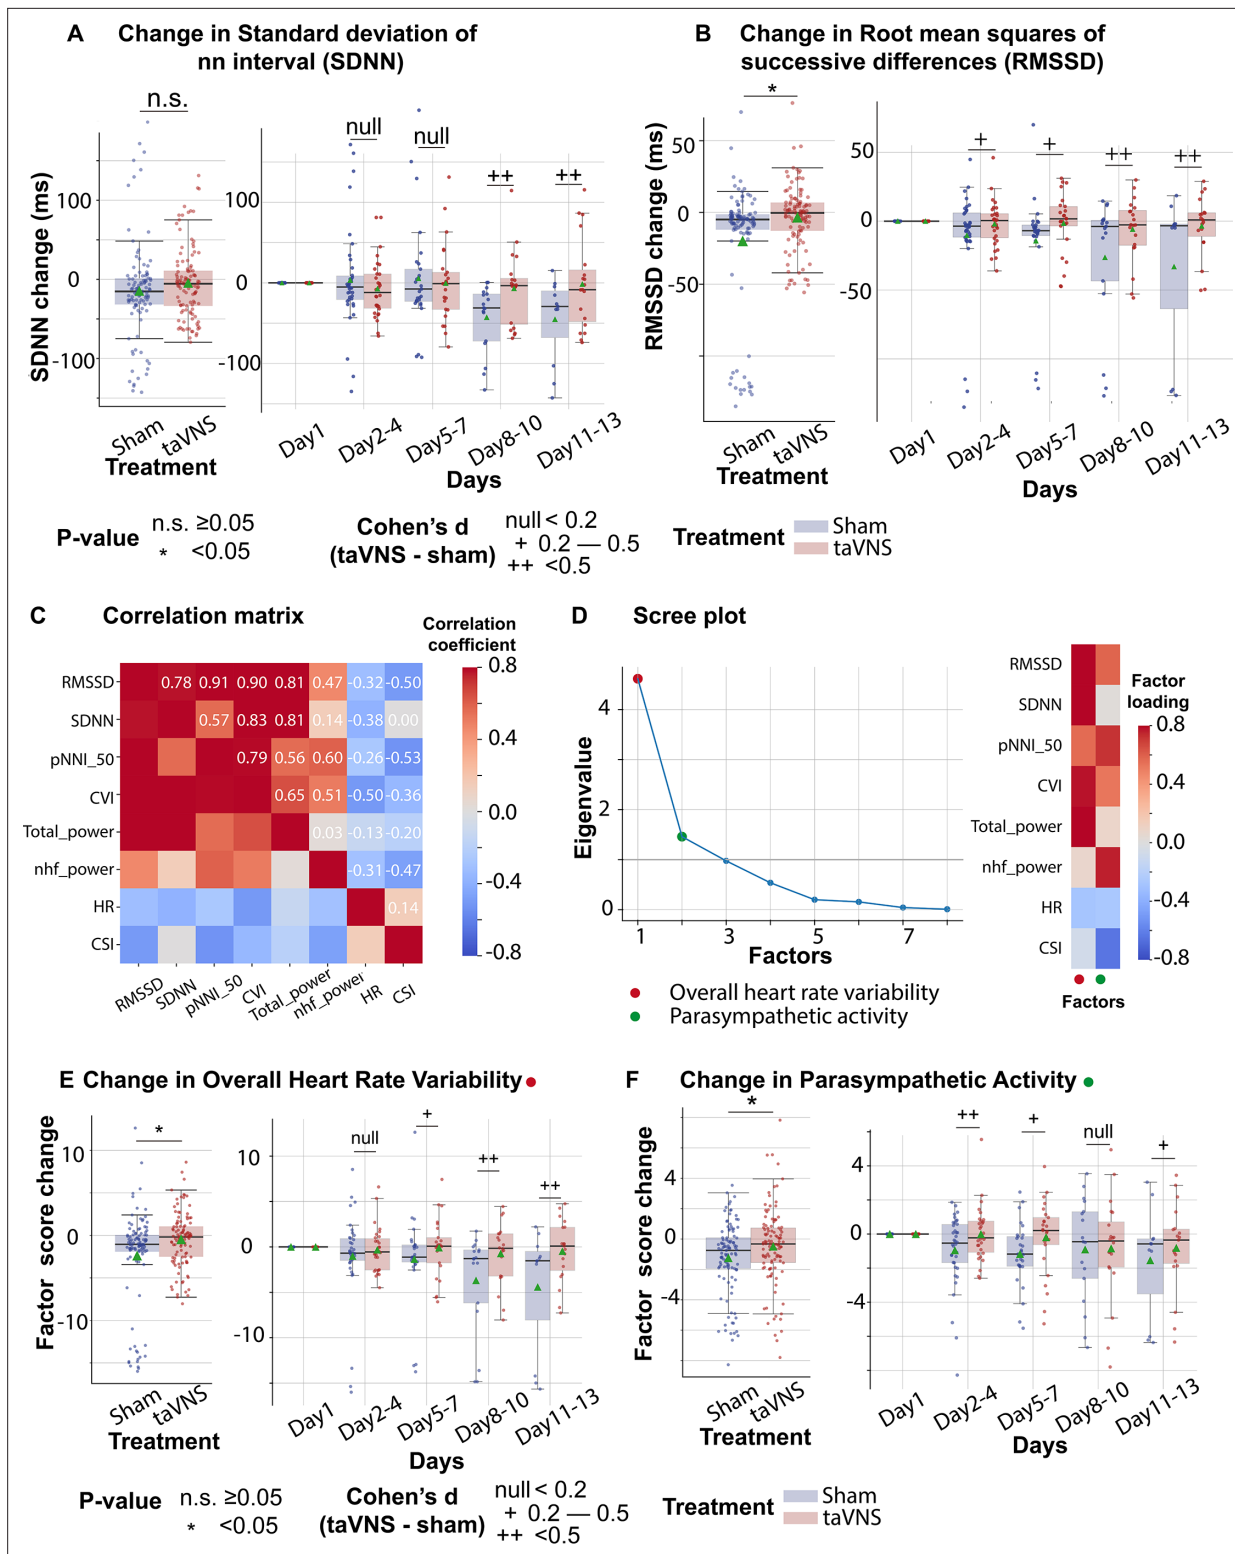 A Change in Standard deviation of
nn interval (SDNN)
n.s.
null
null
++
++
SDNN change (ms)
100
0
-100
100
0
-100
Sham
taVNS
Treatment
Day1
Day2-4
Day5-7
Day8-10
Day11-13
Days
B Change in Root mean squares of
successive differences (RMSSD)
*
+
+
++
++
RMSSD change (ms)
50
0
-50
50
0
-50
Sham
taVNS
Treatment
Day1
Day2-4
Day5-7
Day8-10
Day11-13
Days
P-value
n.s. ≥0.05
* <0.05
Cohen's d
(taVNS - sham)
null < 0.2
+ 0.2 — 0.5
++ <0.5
Treatment
Sham
taVNS
C Correlation matrix
Correlation
coefficient
RMSSD 0.78 0.91 0.90 0.81 0.47 -0.32 -0.50
SDNN 0.57 0.83 0.81 0.14 -0.38 0.00
pNNI_50 0.79 0.56 0.60 -0.26 -0.53
CVI 0.65 0.51 -0.50 -0.36
Total_power 0.03 -0.13 -0.20
nhf_power -0.31 -0.47
HR 0.14
CSI
RMSSD
SDNN
pNNI_50
CVI
Total_power
nhf_power
HR
CSI
0.8
0.4
0.0
-0.4
-0.8
D Scree plot
Eigenvalue
4
2
0
1
3
5
7
Factors
Overall heart rate variability
Parasympathetic activity
RMSSD
SDNN
pNNI_50
CVI
Total_power
nhf_power
HR
CSI
Factors
Factor
loading
0.8
0.4
0.0
-0.4
-0.8
E Change in Overall Heart Rate Variability
*
null
+
++
++
Factor score change
10
0
-10
10
0
-10
Sham
taVNS
Treatment
Day1
Day2-4
Day5-7
Day8-10
Day11-13
Days
F Change in Parasympathetic Activity
*
++
+
null
+
Factor score change
4
0
-4
4
0
-4
Sham
taVNS
Treatment
Day1
Day2-4
Day5-7
Day8-10
Day11-13
Days
P-value
n.s. ≥0.05
* <0.05
Cohen's d
(taVNS - sham)
null < 0.2
+ 0.2 — 0.5
++ <0.5
Treatment
Sham
taVNS